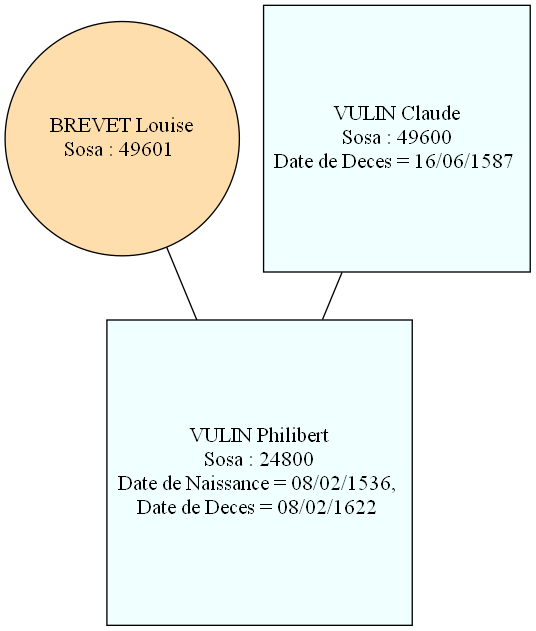 BREVET Louise
Sosa : 49601
VULIN Claude
Sosa : 49600
Date de Deces = 16/06/1587
VULIN Philibert
Sosa : 24800
Date de Naissance = 08/02/1536,
Date de Deces = 08/02/1622